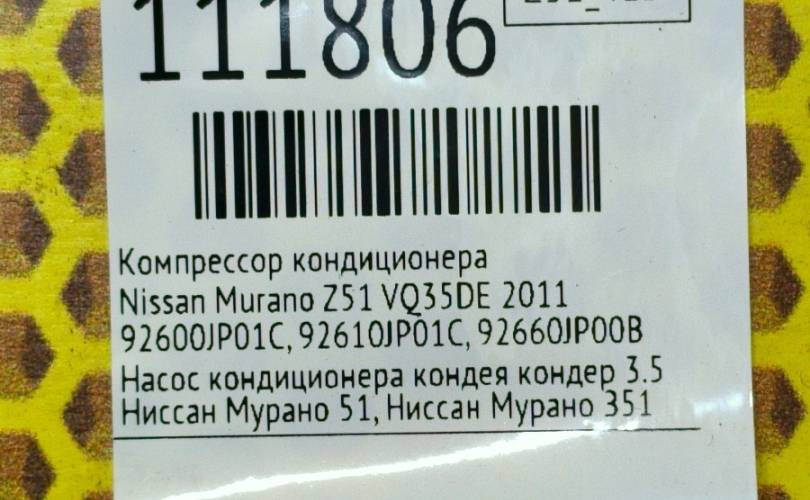 111806
Компрессор кондиционера
Nissan Murano Z51 VQ35DE 2011
92600JP01C, 92610JP01C, 92660JP00B
Насос кондиционера кондея кондер 3.5
Ниссан Мурано 51, Ниссан Мурано З51